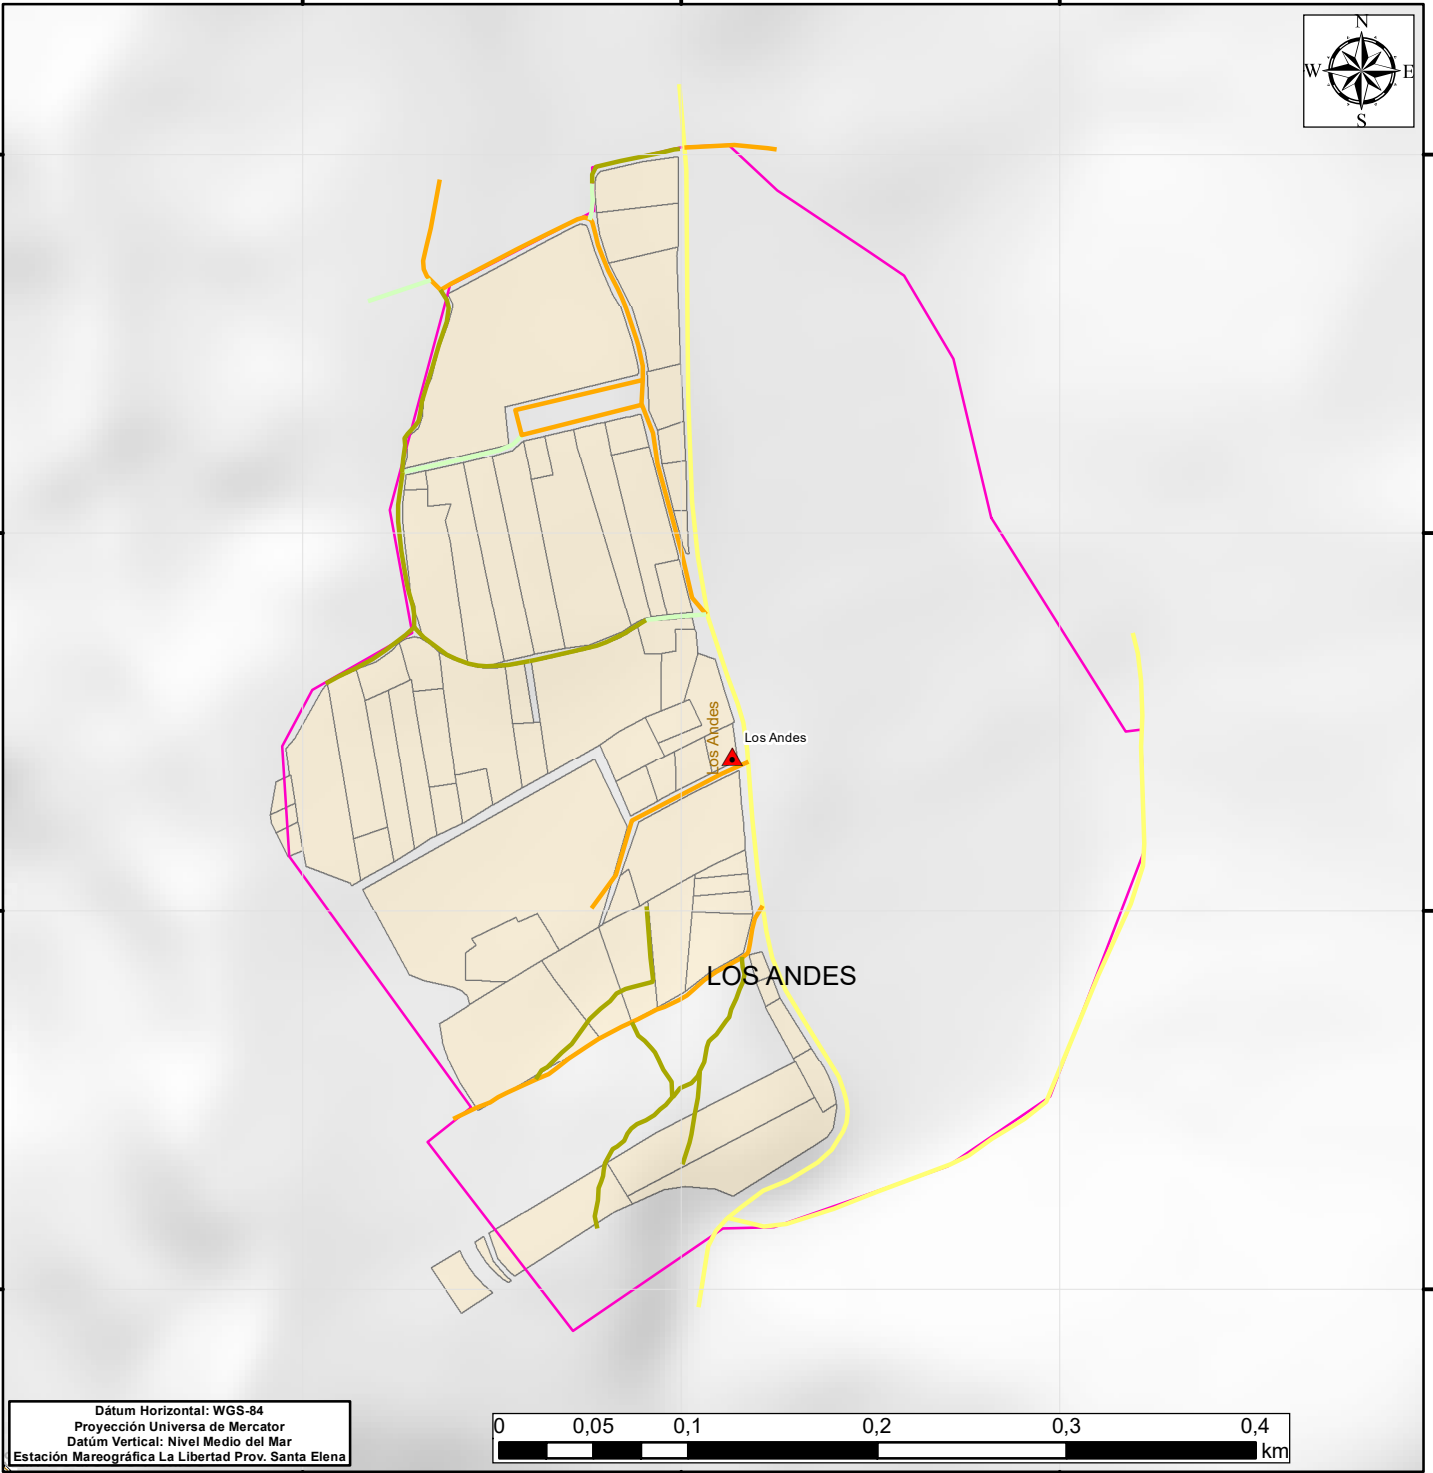 N
W E
S
Los Andes
Los Andes
LOS ANDES
Dátum Horizontal: WGS-84
Proyección Universa de Mercator
Datúm Vertical: Nivel Medio del Mar
Estación Mareográfica La Libertad Prov. Santa Elena
0 0,05 0,1 0,2 0,3 0,4
km